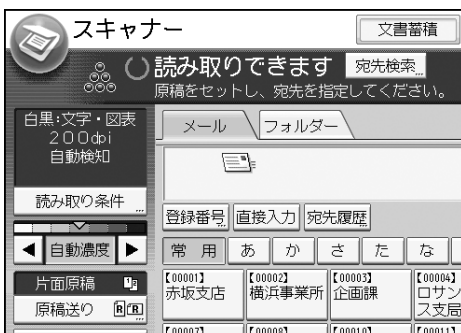 スキャナー
文書蓄積
読み取りできます
宛先検索
原稿をセットし、宛先を指定してください。
白黒:文字・図表
200dpi
自動検知
読み取り条件
メール
フォルダー
登録番号
直接入力
宛先履歴
自動濃度
常用
あ
か
さ
た
な
片面原稿
原稿送り
【00001】
赤坂支店
【00002】
横浜事業所
【00003】
企画課
【00004】
ロサン
ス支局